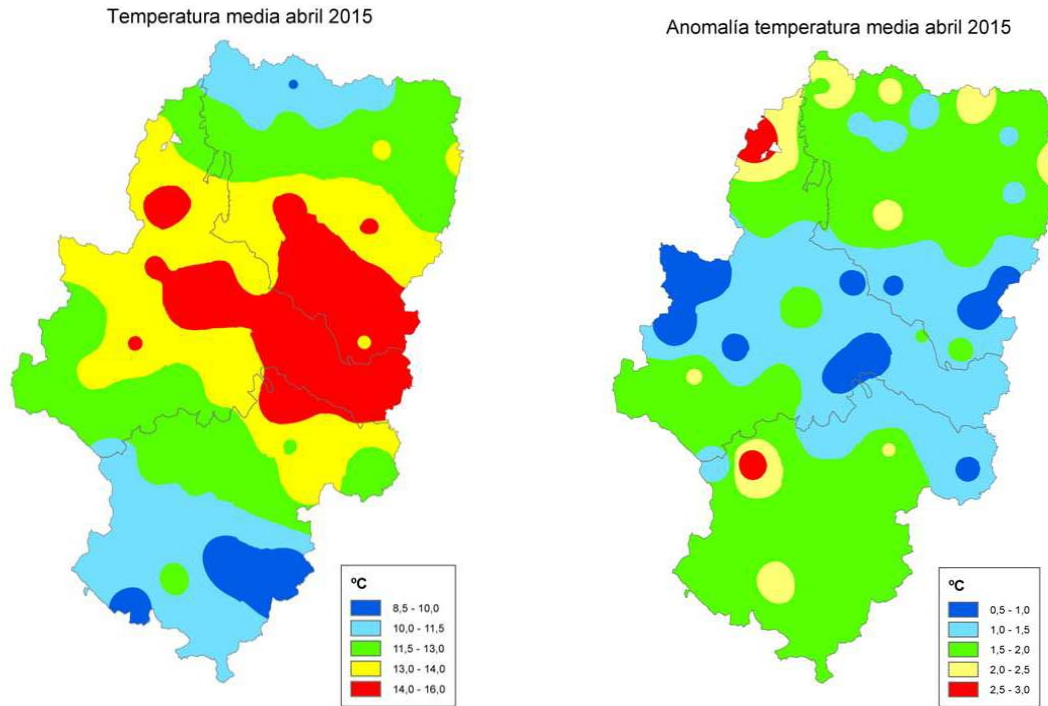 Temperatura media abril 2015
Anomalía temperatura media abril 2015
ºC
8,5 - 10,0
10,0 - 11,5
11,5 - 13,0
13,0 - 14,0
14,0 - 16,0
ºC
0,5 - 1,0
1,0 - 1,5
1,5 - 2,0
2,0 - 2,5
2,5 - 3,0